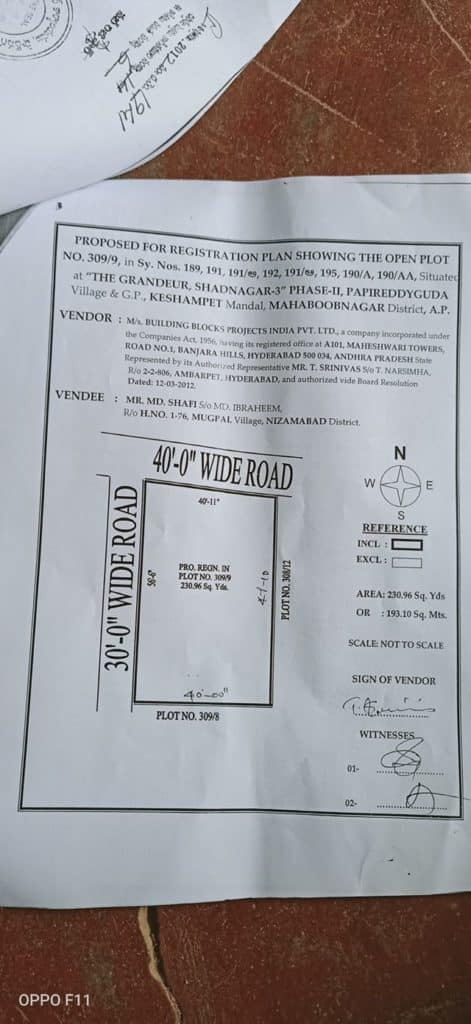 2012
19/4
PROPOSED FOR REGISTRATION PLAN SHOWING THE OPEN PLOT
NO. 309/9, in Sy. Nos. 189, 191, 191/ఆ, 192, 191/ఱ, 195, 190/A, 190/AA, Situated
at "THE GRANDEUR, SHADNAGAR-3" PHASE-II, PAPIREDDYGUDA
Village & G.P., KESHAMPET Mandal, MAHABOOBNAGAR District, A.P.
VENDOR : M/s. BUILDING BLOCKS PROJECTS INDIA PVT. LTD., a company incorporated under
the Companies Act, 1956, having its registered office at A101, MAHESHWARI TOWERS,
ROAD NO.1, BANJARA HILLS, HYDERABAD 500 034, ANDHRA PRADESH State
Represented by its Authorized Representative MR. T. SRINIVAS S/o T. NARSIMHA,
R/o 2-2-806, AMBARPET, HYDERABAD, and authorized vide Board Resolution
Dated: 12-03-2012.
VENDEE : MR. MD. SHAFI S/o MD. IBRAHEEM,
R/o H.NO. 1-76, MUGPAL Village, NIZAMABAD District.
40'-0" WIDE ROAD
30'-0" WIDE ROAD
40'-11"
PRO. REGN. IN
PLOT NO. 309/9
230.96 Sq. Yds.
40'-00"
PLOT NO. 308/12
PLOT NO. 309/8
N
W E
S
REFERENCE
INCL :
EXCL :
AREA: 230.96 Sq. Yds
OR : 193.10 Sq. Mts.
SCALE: NOT TO SCALE
SIGN OF VENDOR
WITNESSES
01-
02-
OPPO F11